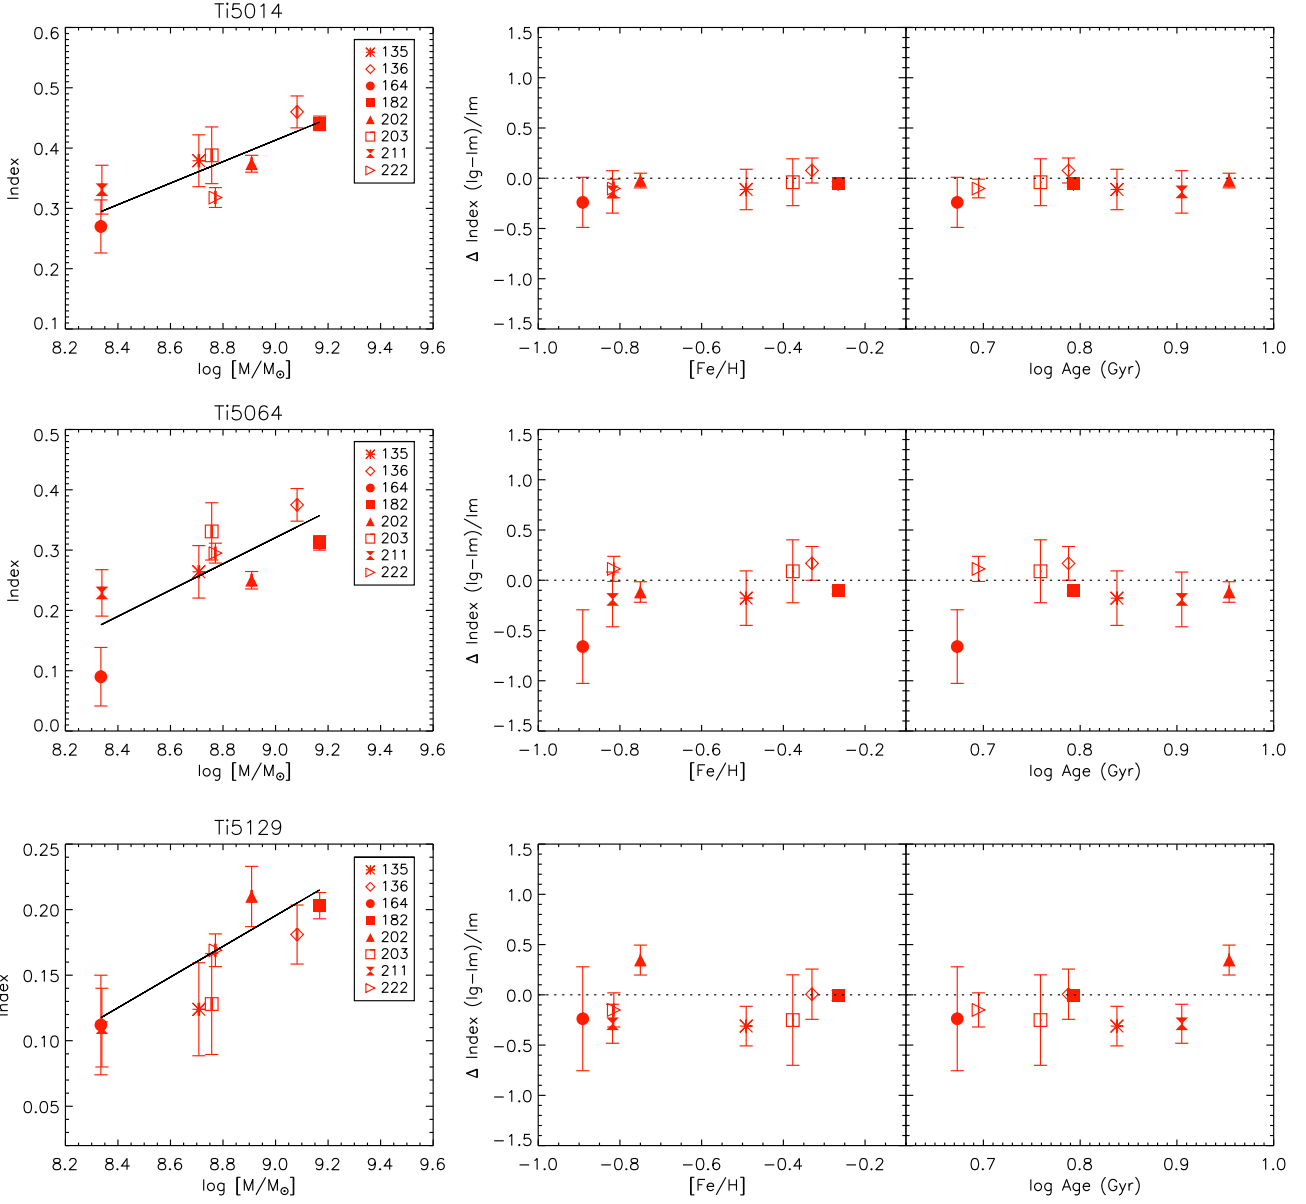 Ti5014
0.6
0.5
0.4
0.3
0.2
0.1
Index
8.2 8.4 8.6 8.8 9.0 9.2 9.4 9.6
log [M/M⊙]
135
136
164
182
202
203
211
222
1.5
1.0
0.5
0.0
−0.5
−1.0
−1.5
Δ Index (Ig−Im)/Im
−1.0 −0.8 −0.6 −0.4 −0.2
[Fe/H]
0.7 0.8 0.9 1.0
log Age (Gyr)
Ti5064
0.5
0.4
0.3
0.2
0.1
0.0
Index
8.2 8.4 8.6 8.8 9.0 9.2 9.4 9.6
log [M/M⊙]
135
136
164
182
202
203
211
222
1.5
1.0
0.5
0.0
−0.5
−1.0
−1.5
Δ Index (Ig−Im)/Im
−1.0 −0.8 −0.6 −0.4 −0.2
[Fe/H]
0.7 0.8 0.9 1.0
log Age (Gyr)
Ti5129
0.25
0.20
0.15
0.10
0.05
Index
8.2 8.4 8.6 8.8 9.0 9.2 9.4 9.6
log [M/M⊙]
135
136
164
182
202
203
211
222
1.5
1.0
0.5
0.0
−0.5
−1.0
−1.5
Δ Index (Ig−Im)/Im
−1.0 −0.8 −0.6 −0.4 −0.2
[Fe/H]
0.7 0.8 0.9 1.0
log Age (Gyr)